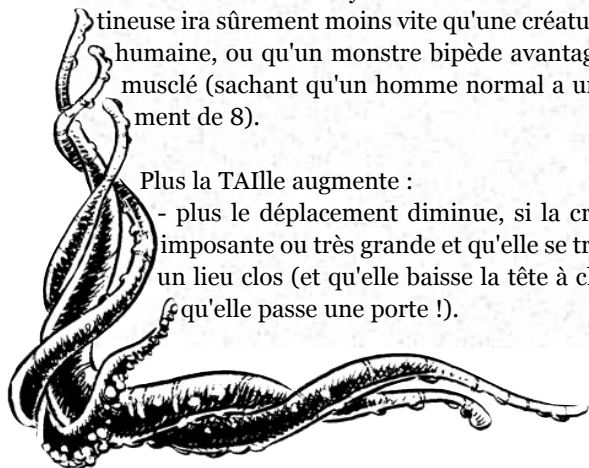 tineuse ira sûrement moins vite qu'une créatu
humaine, ou qu'un monstre bipède avantag
musclé (sachant qu'un homme normal a u
ment de 8).
Plus la TAIlle augmente :
- plus le déplacement diminue, si la cr
imposante ou très grande et qu'elle se tr
un lieu clos (et qu'elle baisse la tête à c
qu'elle passe une porte !).